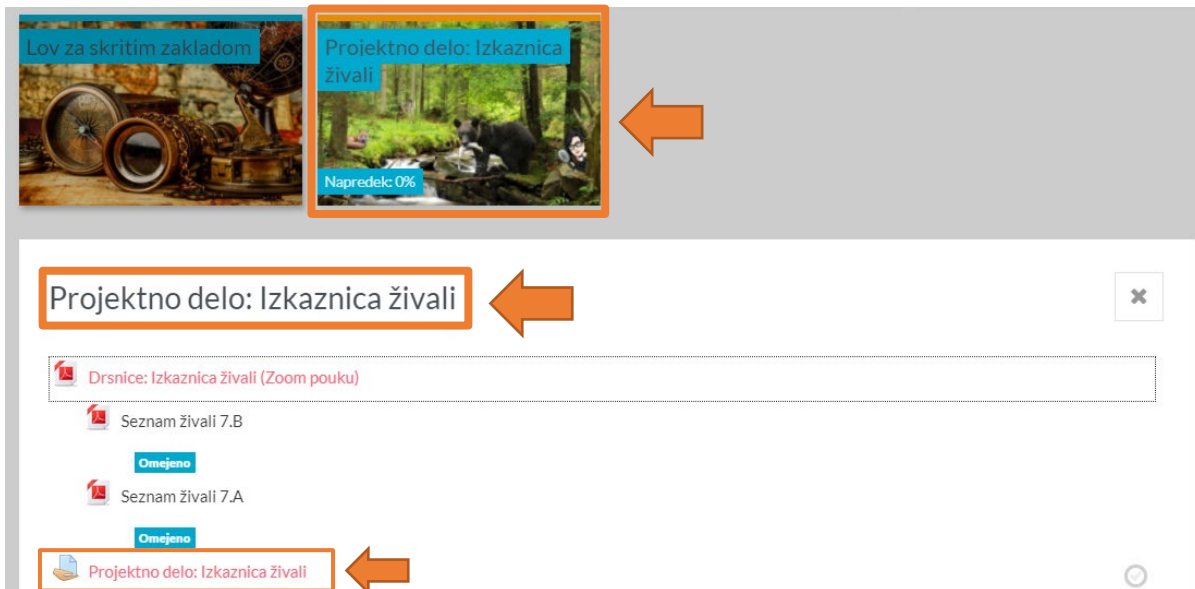 Lov za skritim zakladom
Projektno delo: Izkaznica
živali
Napredek: 0%
Projektno delo: Izkaznica živali
Drsnice: Izkaznica živali (Zoom pouku)
Seznam živali 7.B
Omejeno
Seznam živali 7.A
Omejeno
Projektno delo: Izkaznica živali